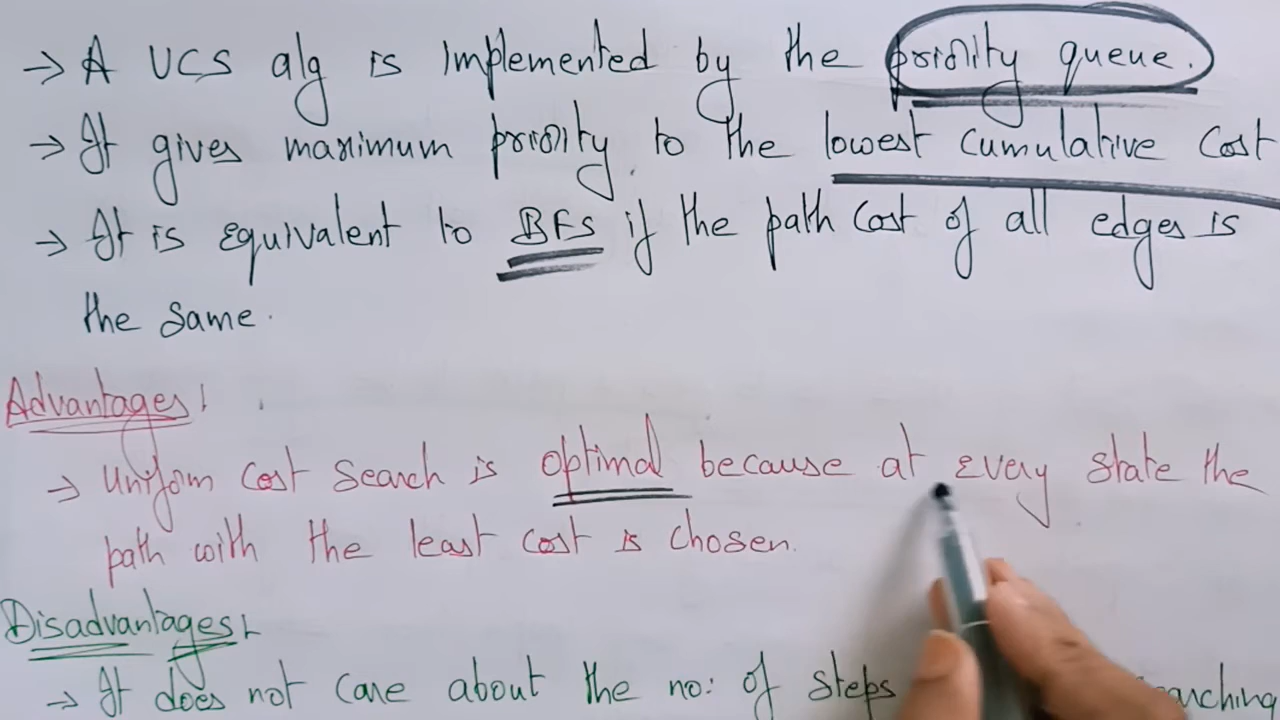 → A UCS alg is implemented by the priority queue.
→ It gives maximum priority to the lowest cumulative cost
→ It is equivalent to BFS if the path cost of all edges is
the same.
Advantages:
→ Uniform cost search is optimal because at every state the
path with the least cost is chosen.
Disadvantages:
→ It does not care about the no: of steps